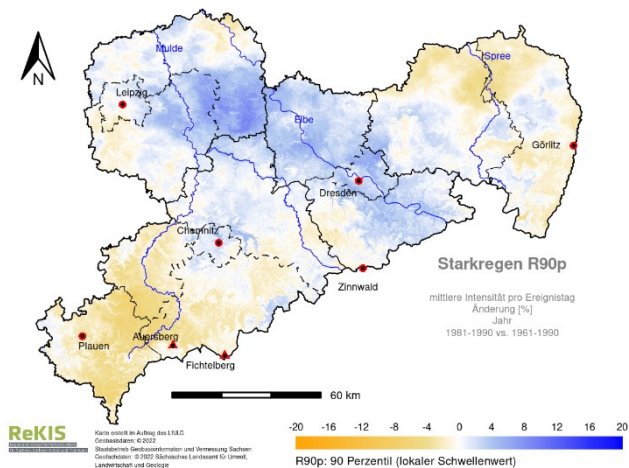 Mulde
Spree
Leipzig
Elbe
Görlitz
Dresden
Chemnitz
Starkregen R90p
Zinnwald
mittlere Intensität pro Ereignistag
Änderung [%]
Jahr
1981-1990 vs. 1961-1990
Auersberg
Plauen
Fichtelberg
N
60 km
ReKIS
Karte erstellt im Auftrag des LfULG
Geobasisdaten: © 2022
Staatsbetrieb Geobasisinformation und Vermessung Sachsen
Geofachdaten: © 2022 Sächsisches Landesamt für Umwelt,
Landwirtschaft und Geologie
-20 -16 -12 -8 -4 0 4 8 12 16 20
R90p: 90 Perzentil (lokaler Schwellenwert)